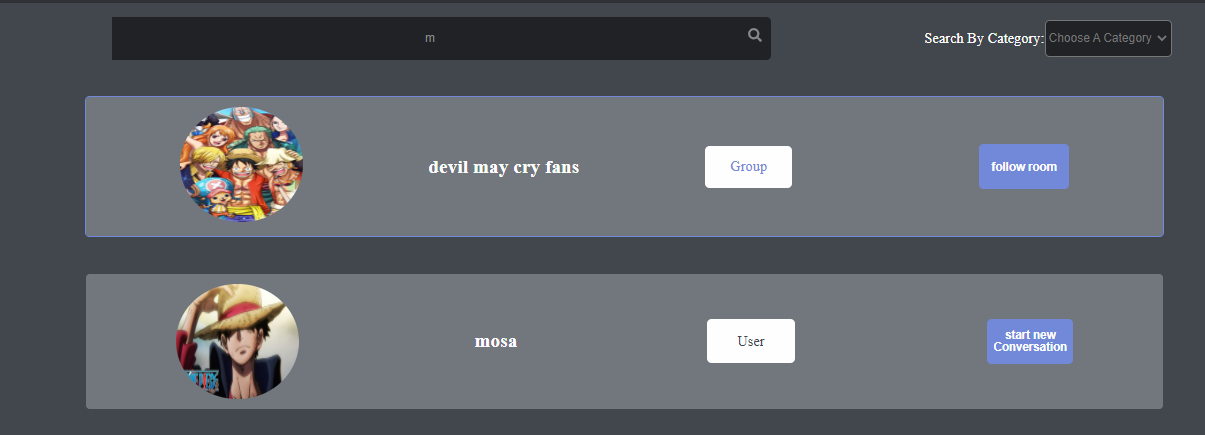 m
Search By Category:
Choose A Category
devil may cry fans
Group
follow room
mosa
User
start new
Conversation